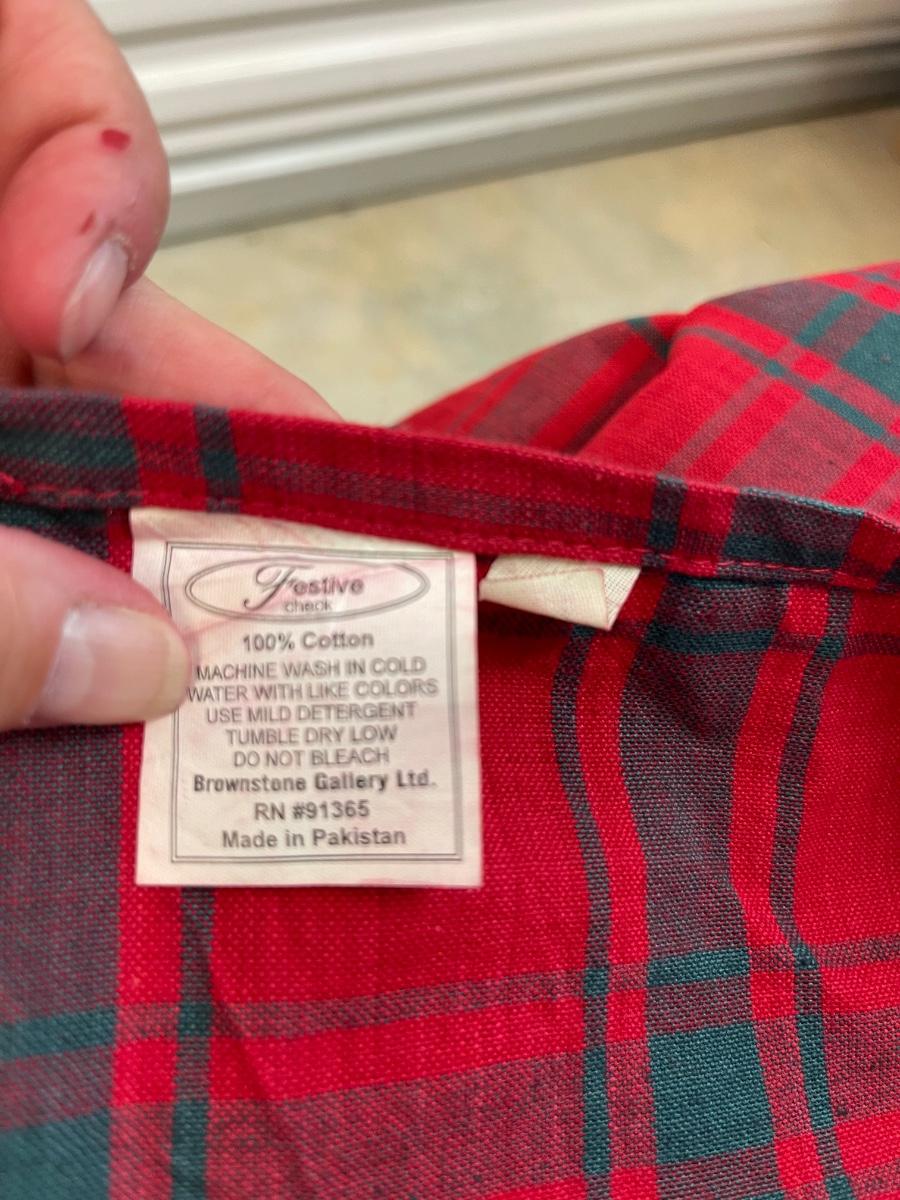 Festive
check
100% Cotton
MACHINE WASH IN COLD
WATER WITH LIKE COLORS
USE MILD DETERGENT
TUMBLE DRY LOW
DO NOT BLEACH
Brownstone Gallery Ltd.
RN #91365
Made in Pakistan